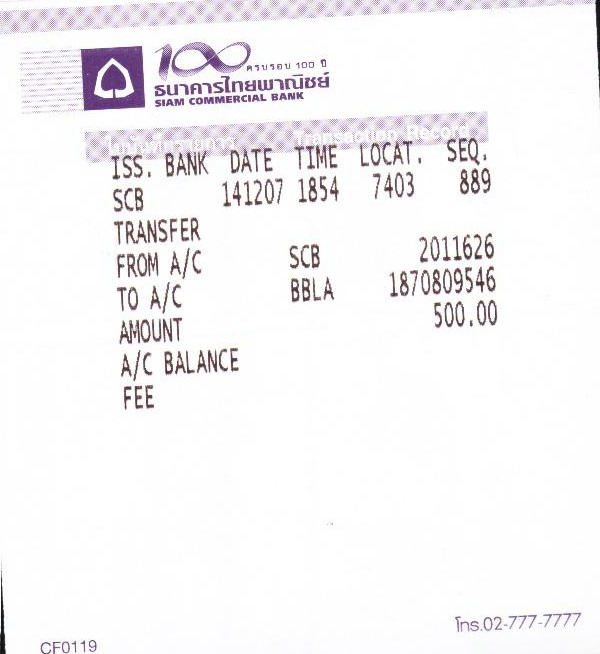 100 ครบรอบ 100 ปี
ธนาคารไทยพาณิชย์
SIAM COMMERCIAL BANK
Transaction Record
ISS. BANK DATE TIME LOCAT. SEQ.
SCB 141207 1854 7403 889
TRANSFER
FROM A/C SCB 2011626
TO A/C BBLA 1870809546
AMOUNT 500.00
A/C BALANCE
FEE
โทร.02-777-7777
CF0119